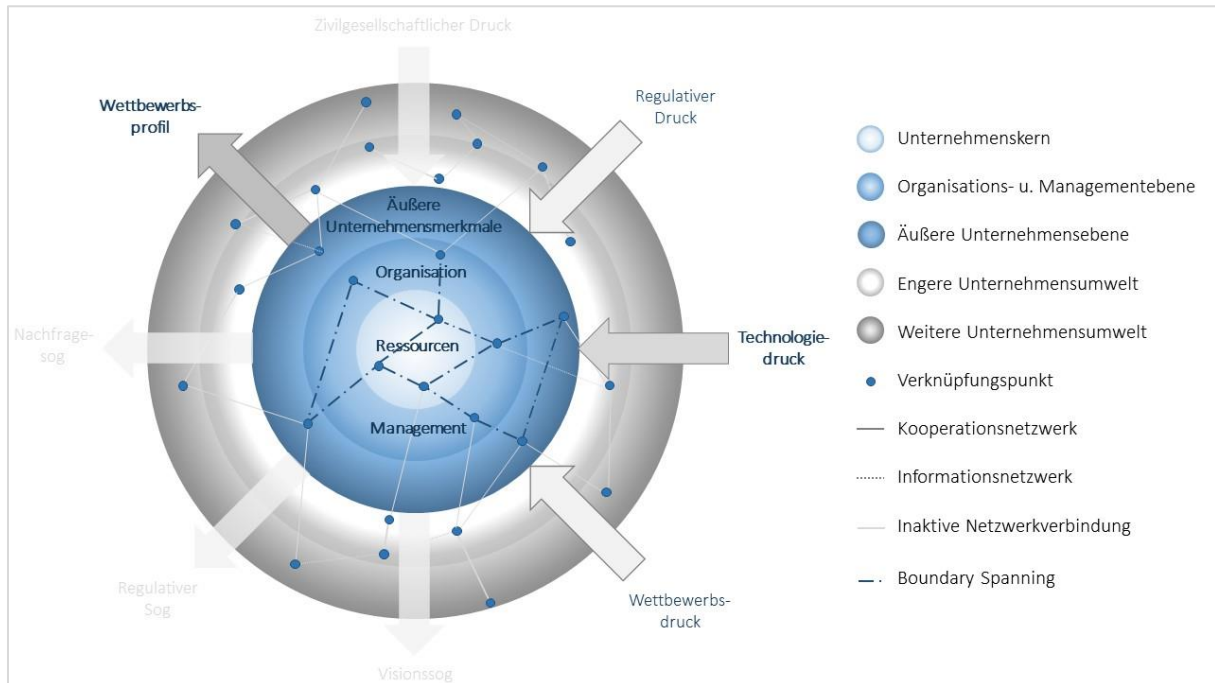 Zivilgesellschaftlicher Druck
Wettbewerbs-
profil
Regulativer
Druck
Äußere
Unternehmensmerkmale
Organisation
Ressourcen
Management
Nachfrage-
sog
Technologie-
druck
Regulativer
Sog
Wettbewerbs-
druck
Visionssog
Unternehmenskern
Organisations- u. Managementebene
Äußere Unternehmensebene
Engere Unternehmensumwelt
Weitere Unternehmensumwelt
Verknüpfungspunkt
Kooperationsnetzwerk
Informationsnetzwerk
Inaktive Netzwerkverbindung
Boundary Spanning